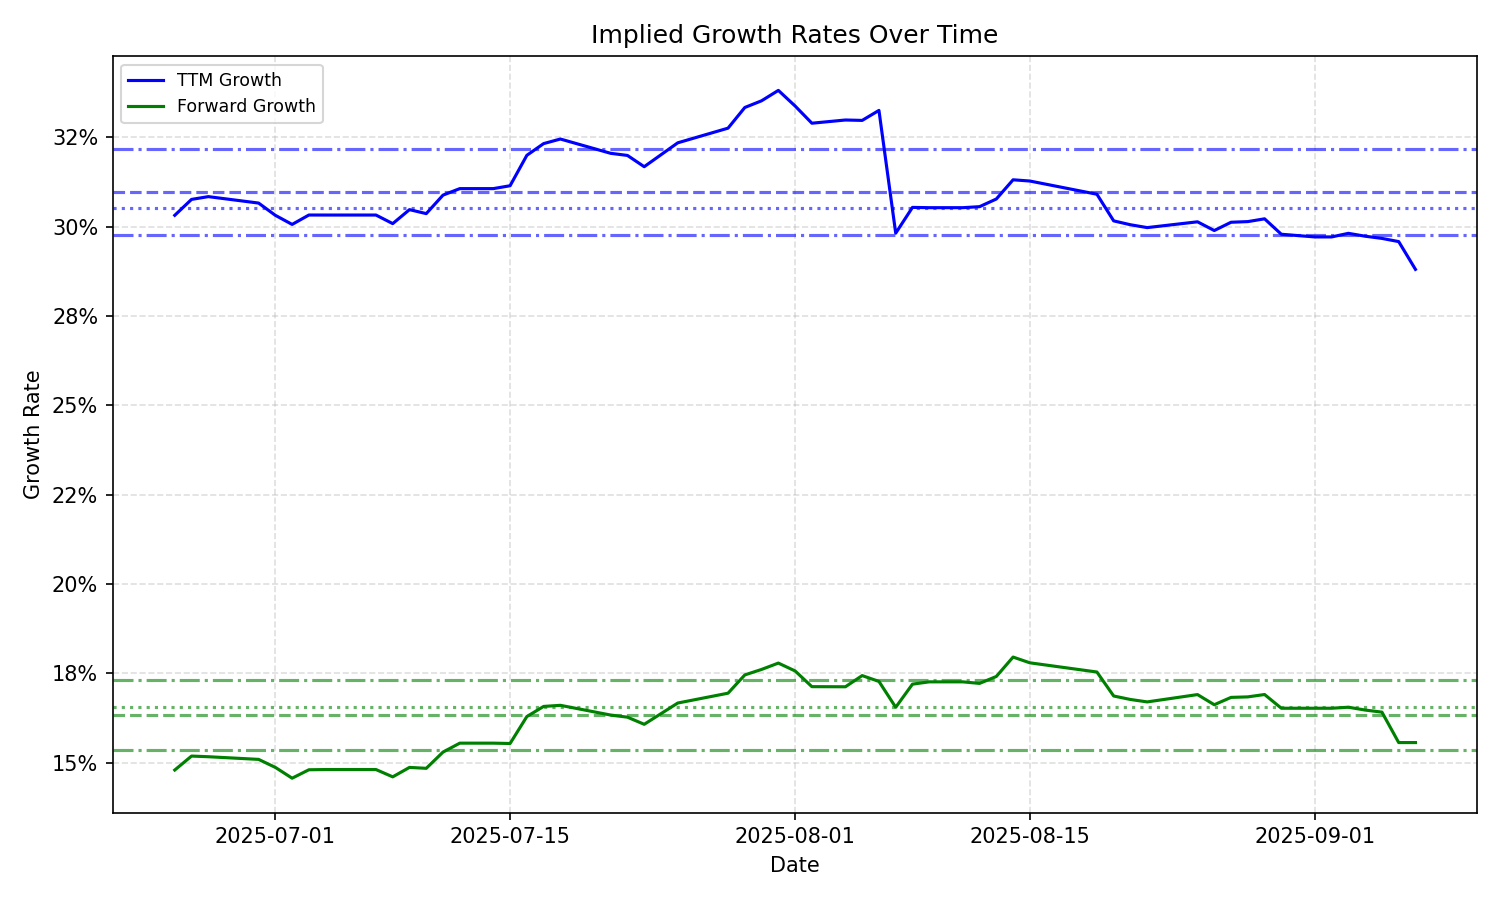 Implied Growth Rates Over Time
TTM Growth
Forward Growth
32%
30%
28%
25%
22%
20%
18%
15%
Growth Rate
2025-07-01
2025-07-15
2025-08-01
2025-08-15
2025-09-01
Date